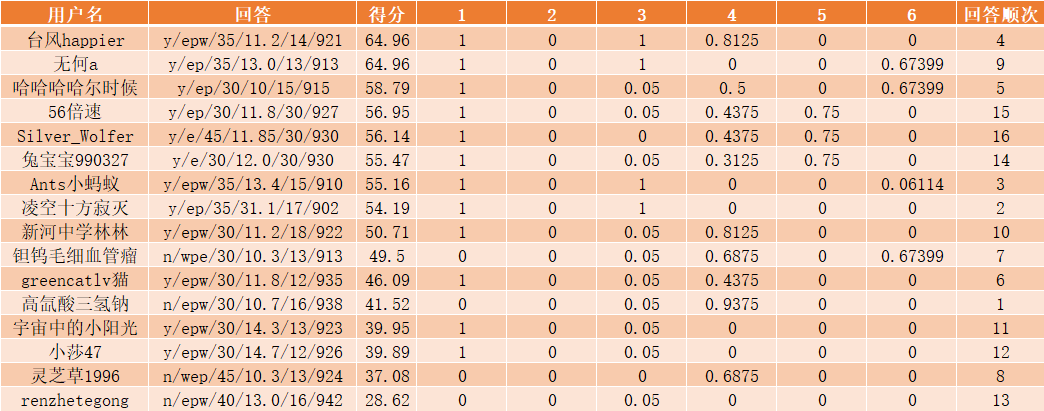 用户名 回答 得分 1 2 3 4 5 6 回答顺次
台风happier y/epw/35/11.2/14/921 64.96 1 0 1 0.8125 0 0 4
无何a y/ep/35/13.0/13/913 64.96 1 0 1 0 0 0.67399 9
哈哈哈哈尔时候 y/ep/30/10/15/915 58.79 1 0 0.05 0.5 0 0.67399 5
56倍速 y/ep/30/11.8/30/927 56.95 1 0 0.05 0.4375 0.75 0 15
Silver_Wolfer y/e/45/11.85/30/930 56.14 1 0 0 0.4375 0.75 0 16
兔宝宝990327 y/e/30/12.0/30/930 55.47 1 0 0.05 0.3125 0.75 0 14
Ants小蚂蚁 y/epw/35/13.4/15/910 55.16 1 0 1 0 0 0.06114 3
凌空十方寂灭 y/ep/35/31.1/17/902 54.19 1 0 1 0 0 0 2
新河中学林林 y/epw/30/11.2/18/922 50.71 1 0 0.05 0.8125 0 0 10
钽钨毛细血管瘤 n/wpe/30/10.3/13/913 49.5 0 0 0.05 0.6875 0 0.67399 7
greencatlv猫 y/epw/30/11.8/12/935 46.09 1 0 0.05 0.4375 0 0 6
高氙酸三氢钠 n/epw/30/10.7/16/938 41.52 0 0 0.05 0.9375 0 0 1
宇宙中的小阳光 y/epw/30/14.3/13/923 39.95 1 0 0.05 0 0 0 11
小莎47 y/epw/30/14.7/12/926 39.89 1 0 0.05 0 0 0 12
灵芝草1996 n/wep/45/10.3/13/924 37.08 0 0 0 0.6875 0 0 8
renzhetegong n/epw/40/13.0/16/942 28.62 0 0 0.05 0 0 0 13